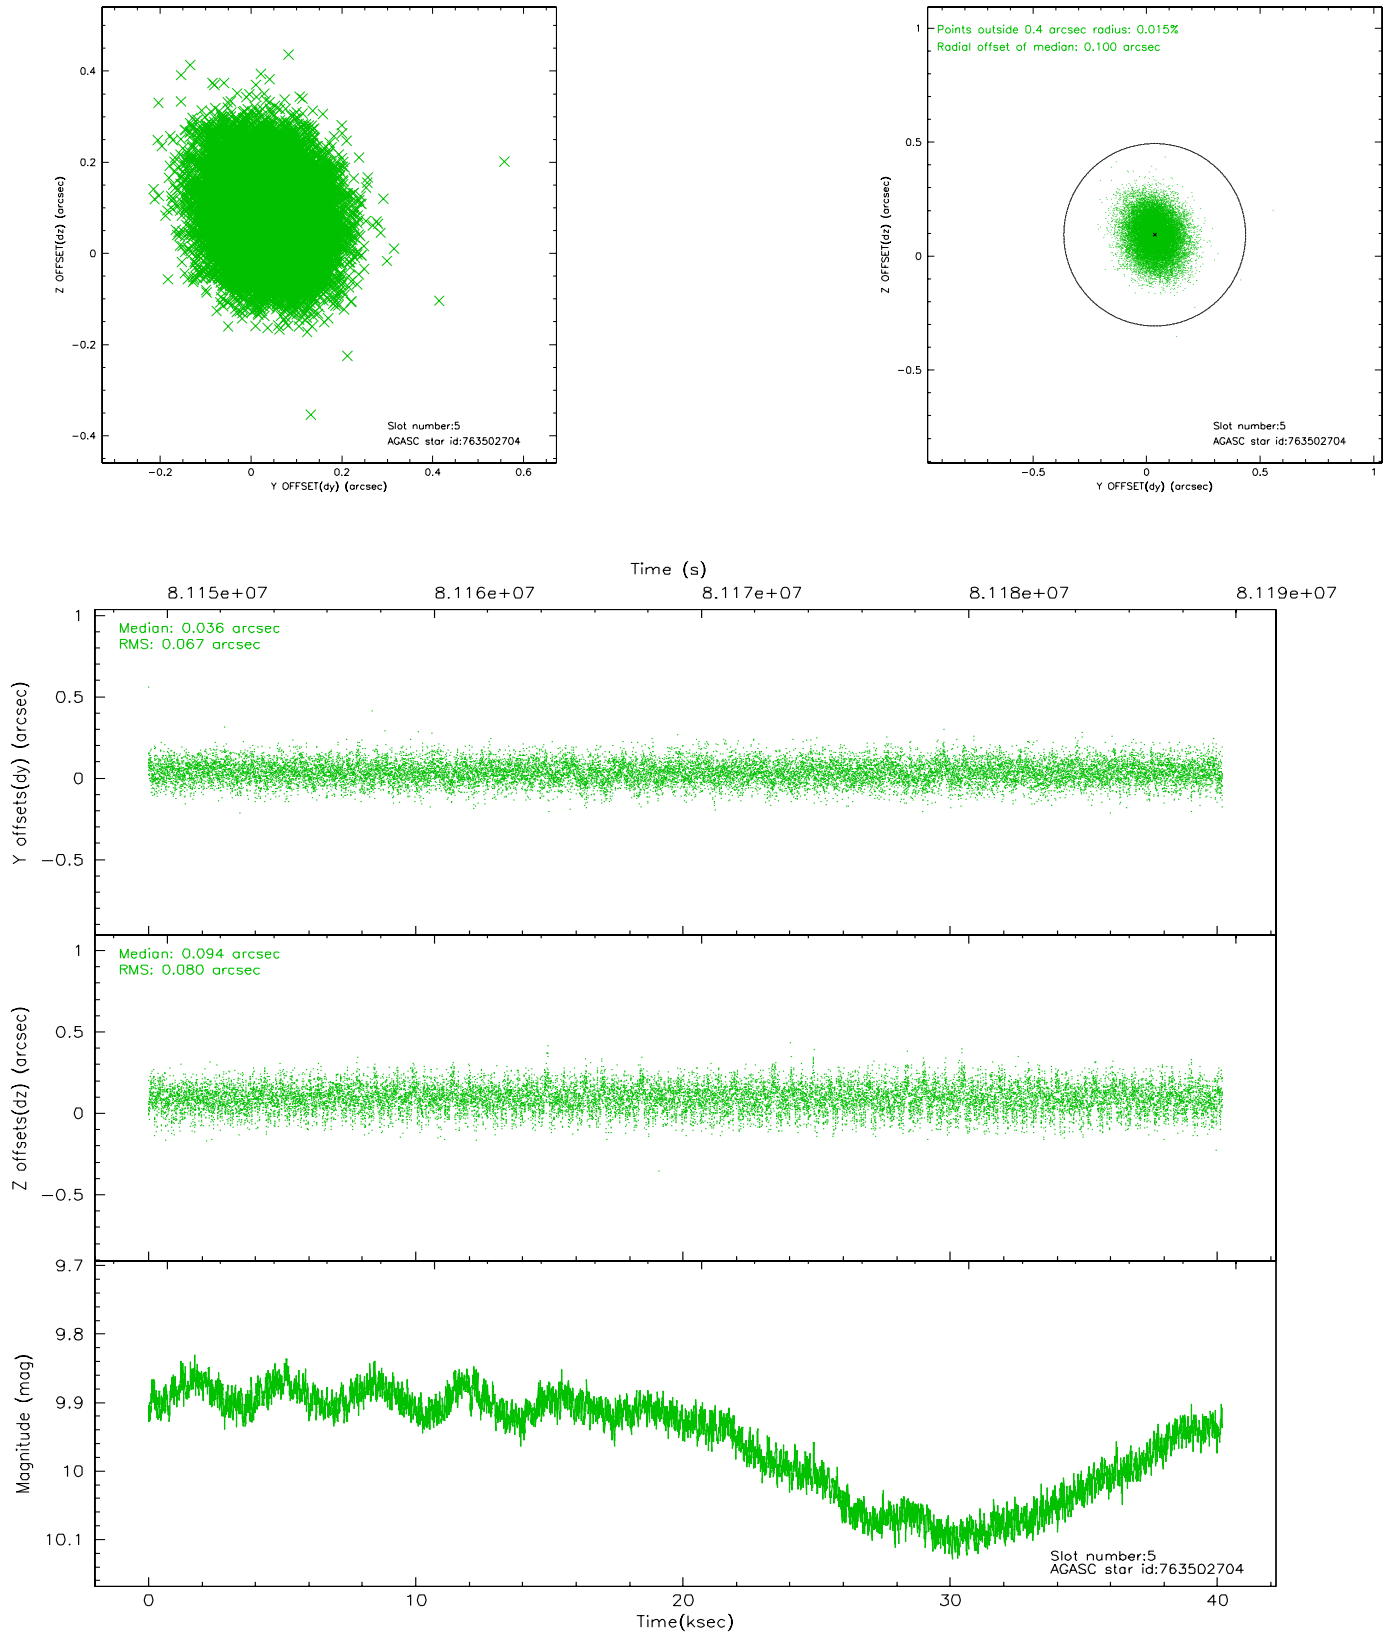 0.4
0.2
0
−0.2
−0.4
Z OFFSET(dz) (arcsec)
Slot number:5
AGASC star id:763502704
−0.2 0 0.2 0.4 0.6
Y OFFSET(dy) (arcsec)
Points outside 0.4 arcsec radius: 0.015%
Radial offset of median: 0.100 arcsec
1
0.5
0
−0.5
Z OFFSET(dz) (arcsec)
Slot number:5
AGASC star id:763502704
−0.5 0 0.5 1
Y OFFSET(dy) (arcsec)
Time (s)
8.115e+07 8.116e+07 8.117e+07 8.118e+07 8.119e+07
Median: 0.036 arcsec
RMS: 0.067 arcsec
1
0.5
0
−0.5
Y offsets(dy) (arcsec)
Median: 0.094 arcsec
RMS: 0.080 arcsec
1
0.5
0
−0.5
Z offsets(dz) (arcsec)
9.7
9.8
9.9
10
10.1
Magnitude (mag)
Slot number:5
AGASC star id:763502704
0 10 20 30 40
Time(ksec)